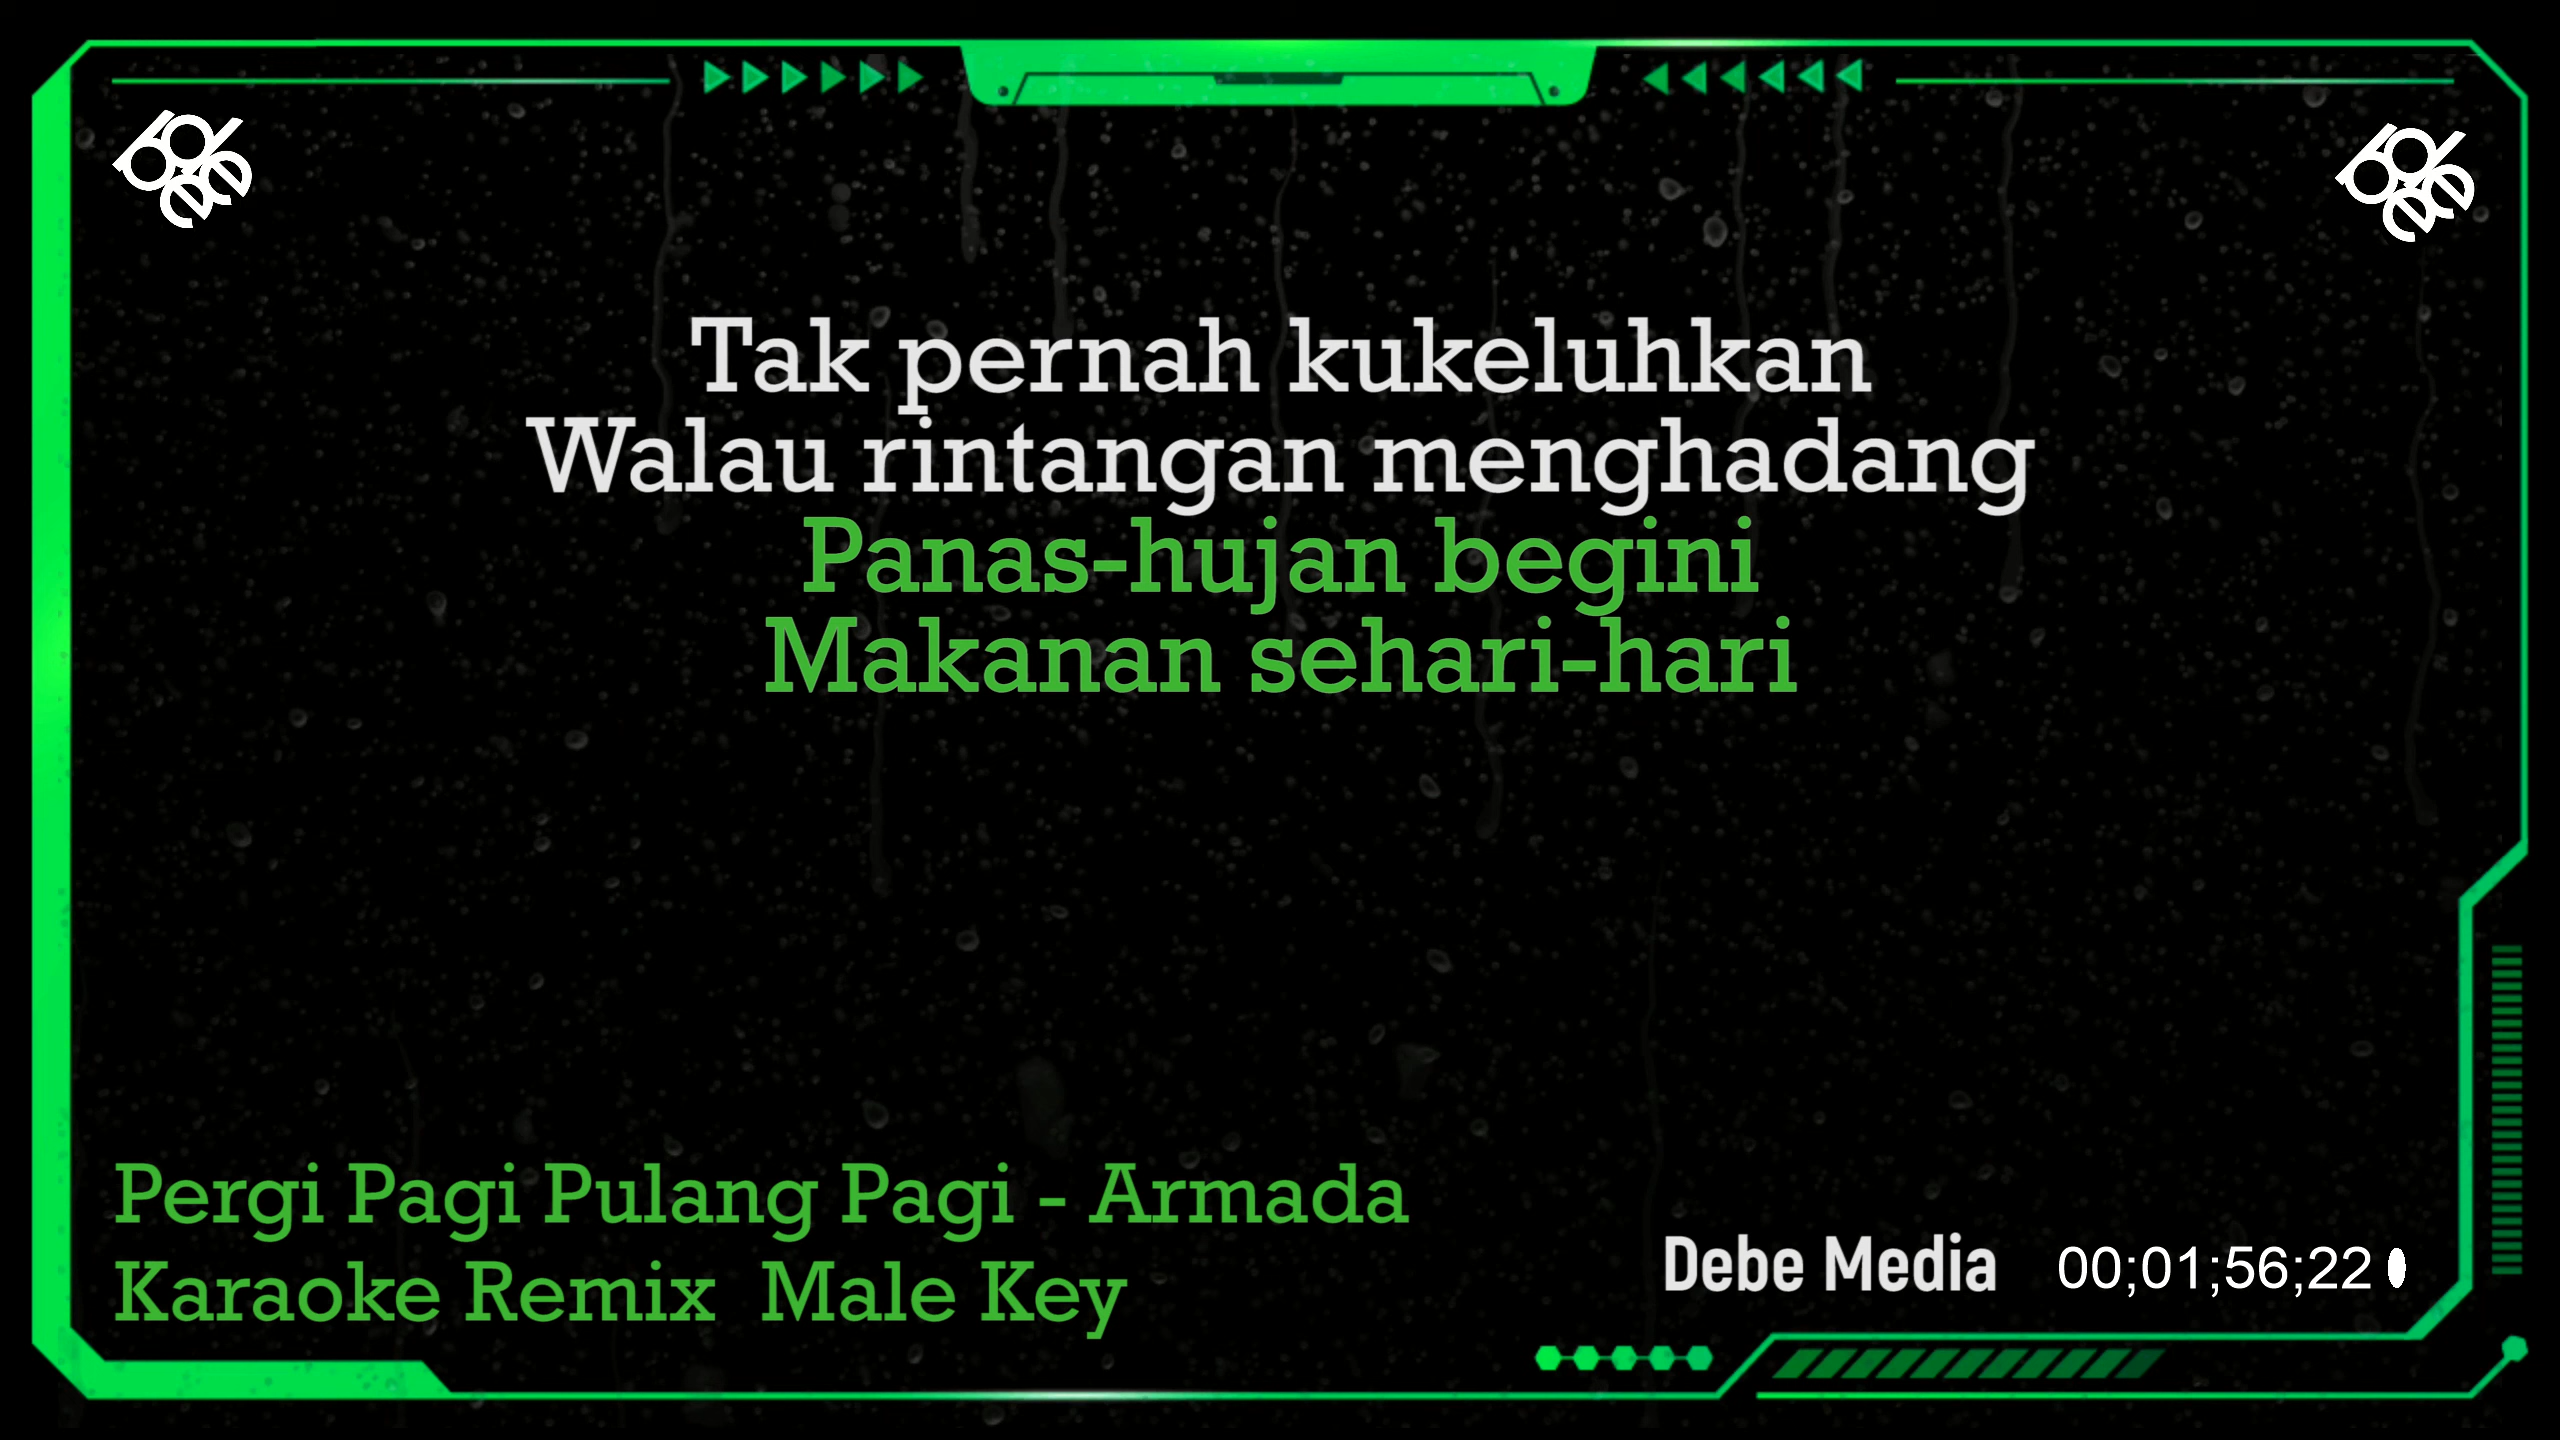 Tak pernah kukeluhkan
Walau rintangan menghadang
Panas-hujan begini
Makanan sehari-hari
Pergi Pagi Pulang Pagi - Armada
Karaoke Remix  Male Key
Debe Media
00;01;56;22